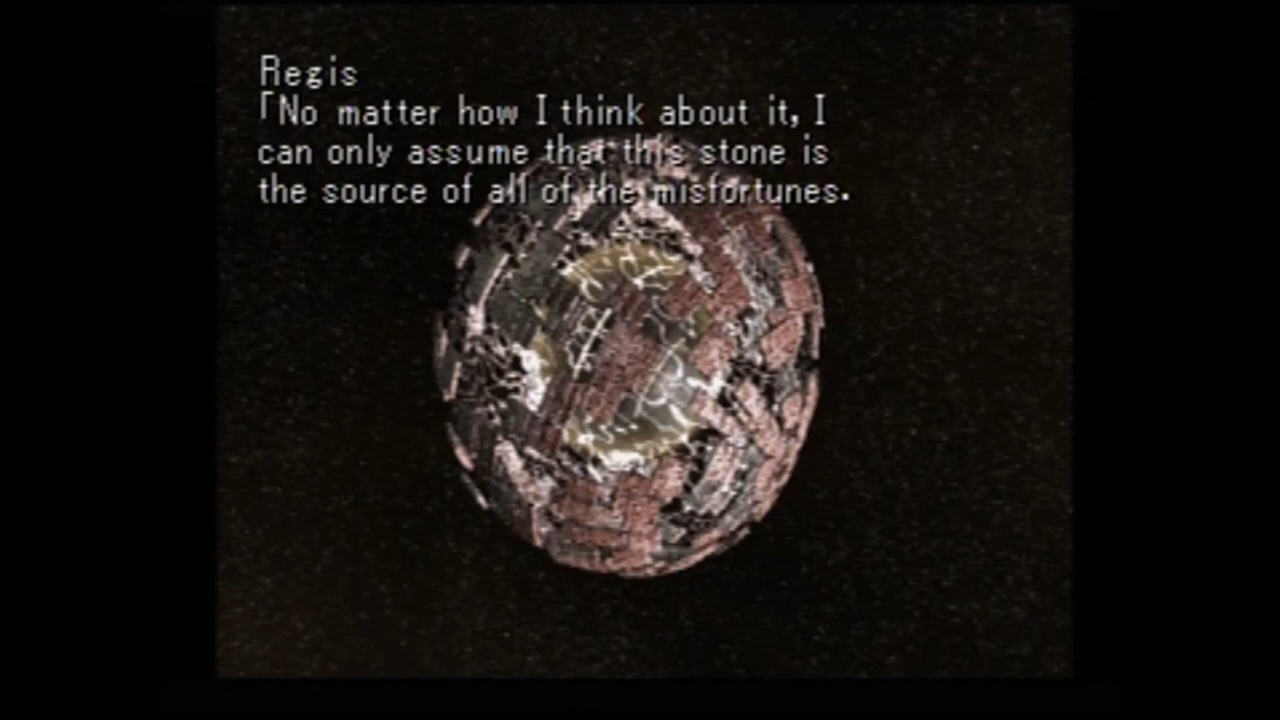 Regis
「No matter how I think about it, I
can only assume that this stone is
the source of all of the misfortunes.